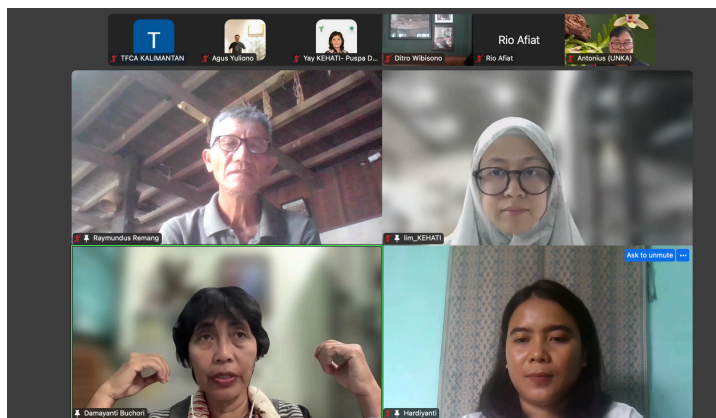 T
TFCA KALIMANTAN
Agus Yuliono
Yay KEHATI- Puspa D...
Ditro Wibisono
Rio Afiat
Rio Afiat
Antonius (UNKA)
Raymundus Remang
Iim_KEHATI
Ask to unmute
Damayanti Buchori
Hardiyanti